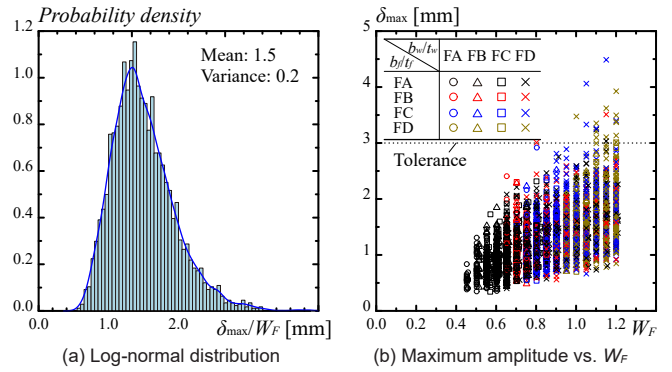 Probability density
1.2
1.0
0.8
0.6
0.4
0.2
0.0
Mean: 1.5
Variance: 0.2
0.0 1.0 2.0
δmax/WF [mm]
(a) Log-normal distribution
δmax [mm]
5
4
3
2
1
0
bw/tw
bf/tf
FA FB FC FD
FA
FB
FC
FD
Tolerance
0.0 0.2 0.4 0.6 0.8 1.0 1.2
WF
(b) Maximum amplitude vs. WF